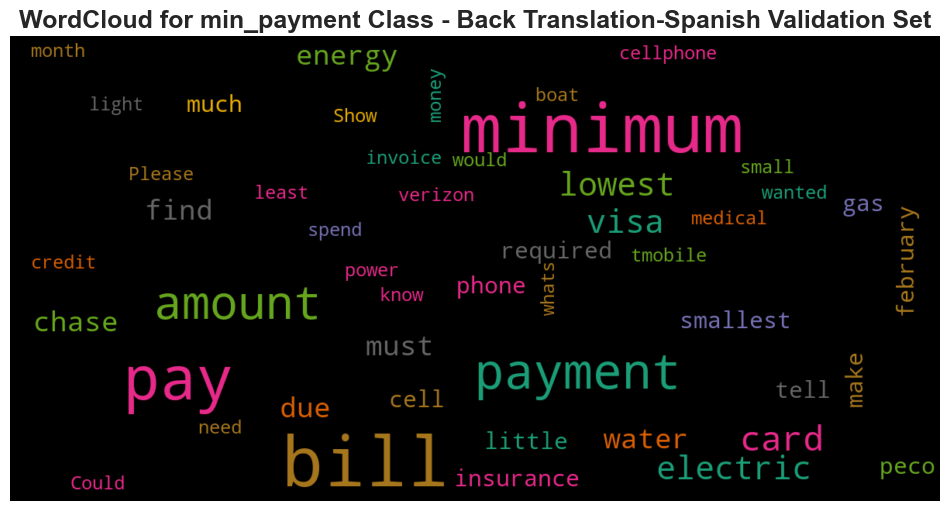 WordCloud for min_payment Class - Back Translation-Spanish Validation Set
month
energy
cellphone
light
much
Show
money
boat
minimum
invoice
would
small
Please
least
verizon
lowest
wanted
find
spend
visa
medical
gas
february
credit
power
required
tmobile
know
phone
whats
chase
amount
smallest
must
pay
payment
tell
make
due
cell
need
little
water
card
Could
bill
insurance
electric
peco